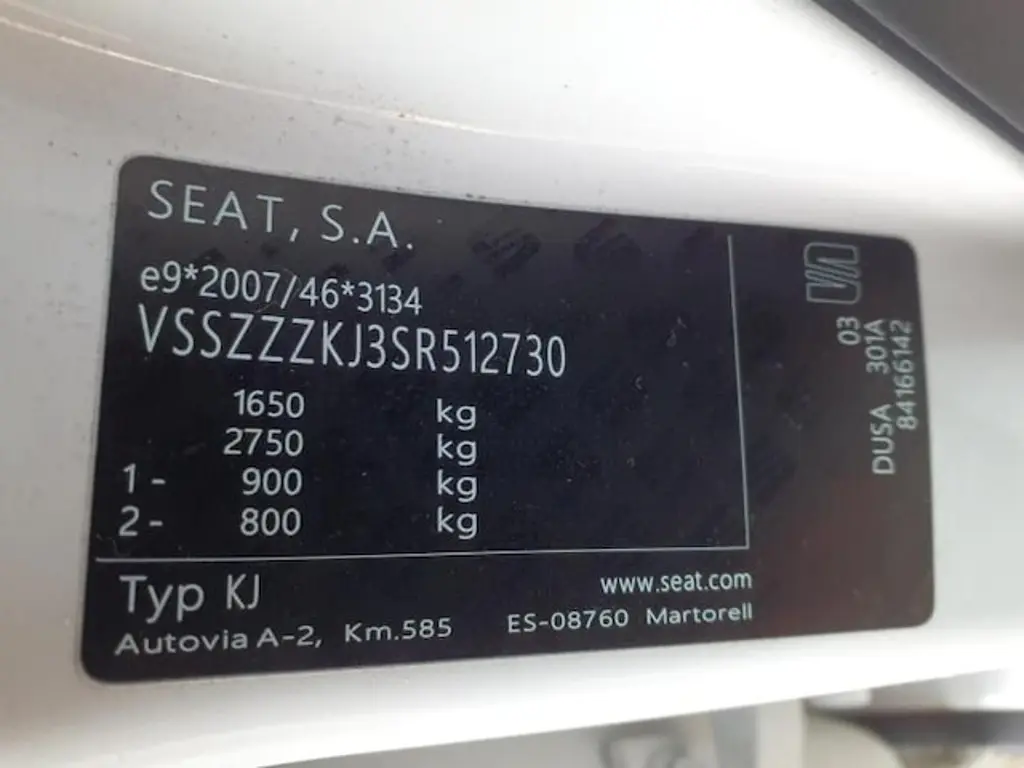 SEAT, S.A.
e9*2007/46*3134
VSSZZZKJ3SR512730
1650 kg
2750 kg
1- 900 kg
2- 800 kg
Typ KJ
www.seat.com
Autovia A-2, Km.585 ES-08760 Martorell
03
DUSA 301A
84166142